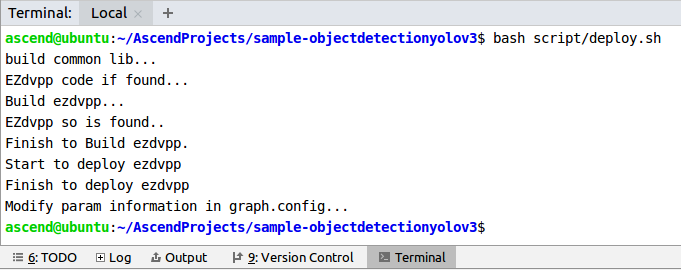 Terminal: Local × +
ascend@ubuntu:~/AscendProjects/sample-objectdetectionyolov3$ bash script/deploy.sh
build common lib...
EZdvpp code if found...
Build ezdvpp...
EZdvpp so is found..
Finish to Build ezdvpp.
Start to deploy ezdvpp
Finish to deploy ezdvpp
Modify param information in graph.config...
ascend@ubuntu:~/AscendProjects/sample-objectdetectionyolov3$
6: TODO Log Output 9: Version Control Terminal